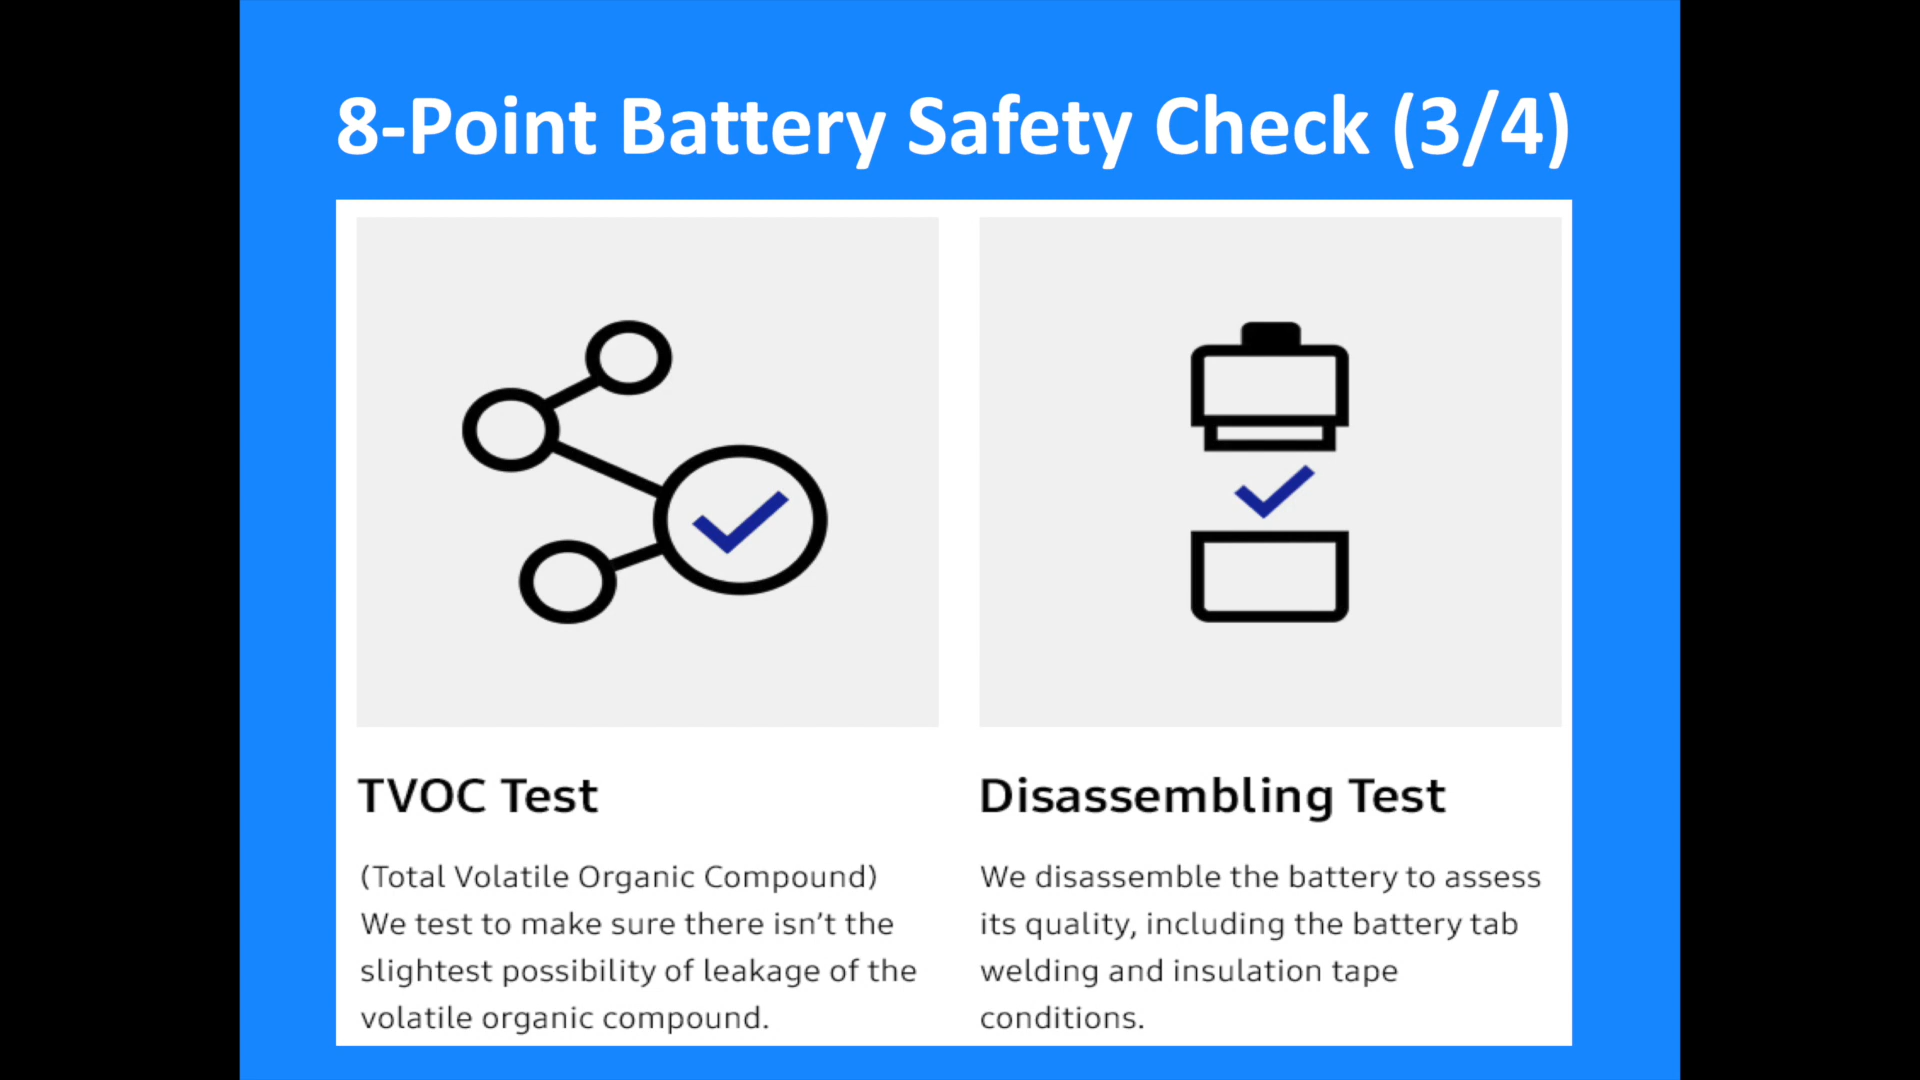 8-Point Battery Safety Check (3/4)
TVOC Test
(Total Volatile Organic Compound)
We test to make sure there isn’t the
slightest possibility of leakage of the
volatile organic compound.
Disassembling Test
We disassemble the battery to assess
its quality, including the battery tab
welding and insulation tape
conditions.